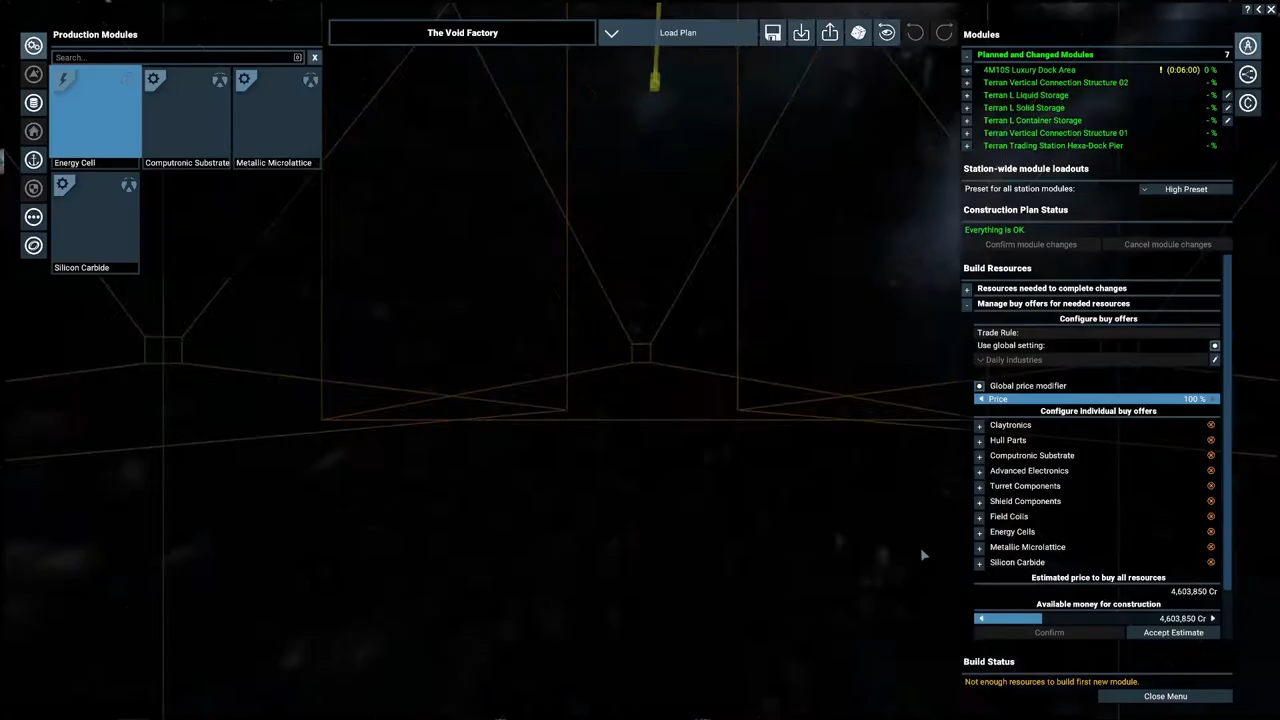 Production Modules
Search...
X
Energy Cell
Computronic Substrate
Metallic Microlattice
Silicon Carbide
The Void Factory
Load Plan
Modules
Planned and Changed Modules 7
4M10S Luxury Dock Area ! (0:06:00) 0 %
Terran Vertical Connection Structure 02 - %
Terran L Liquid Storage - %
Terran L Solid Storage - %
Terran L Container Storage - %
Terran Vertical Connection Structure 01 - %
Terran Trading Station Hexa-Dock Pier - %
Station-wide module loadouts
Preset for all station modules: High Preset
Construction Plan Status
Everything is OK.
Confirm module changes Cancel module changes
Build Resources
+ Resources needed to complete changes
- Manage buy offers for needed resources
Configure buy offers
Trade Rule:
Use global setting:
Daily Industries
Global price modifier
Price 100 %
Configure individual buy offers
+ Claytronics
+ Hull Parts
+ Computronic Substrate
+ Advanced Electronics
+ Turret Components
+ Shield Components
+ Field Coils
+ Energy Cells
+ Metallic Microlattice
+ Silicon Carbide
Estimated price to buy all resources
4,603,850 Cr
Available money for construction
4,603,850 Cr
Confirm Accept Estimate
Build Status
Not enough resources to build first new module.
Close Menu